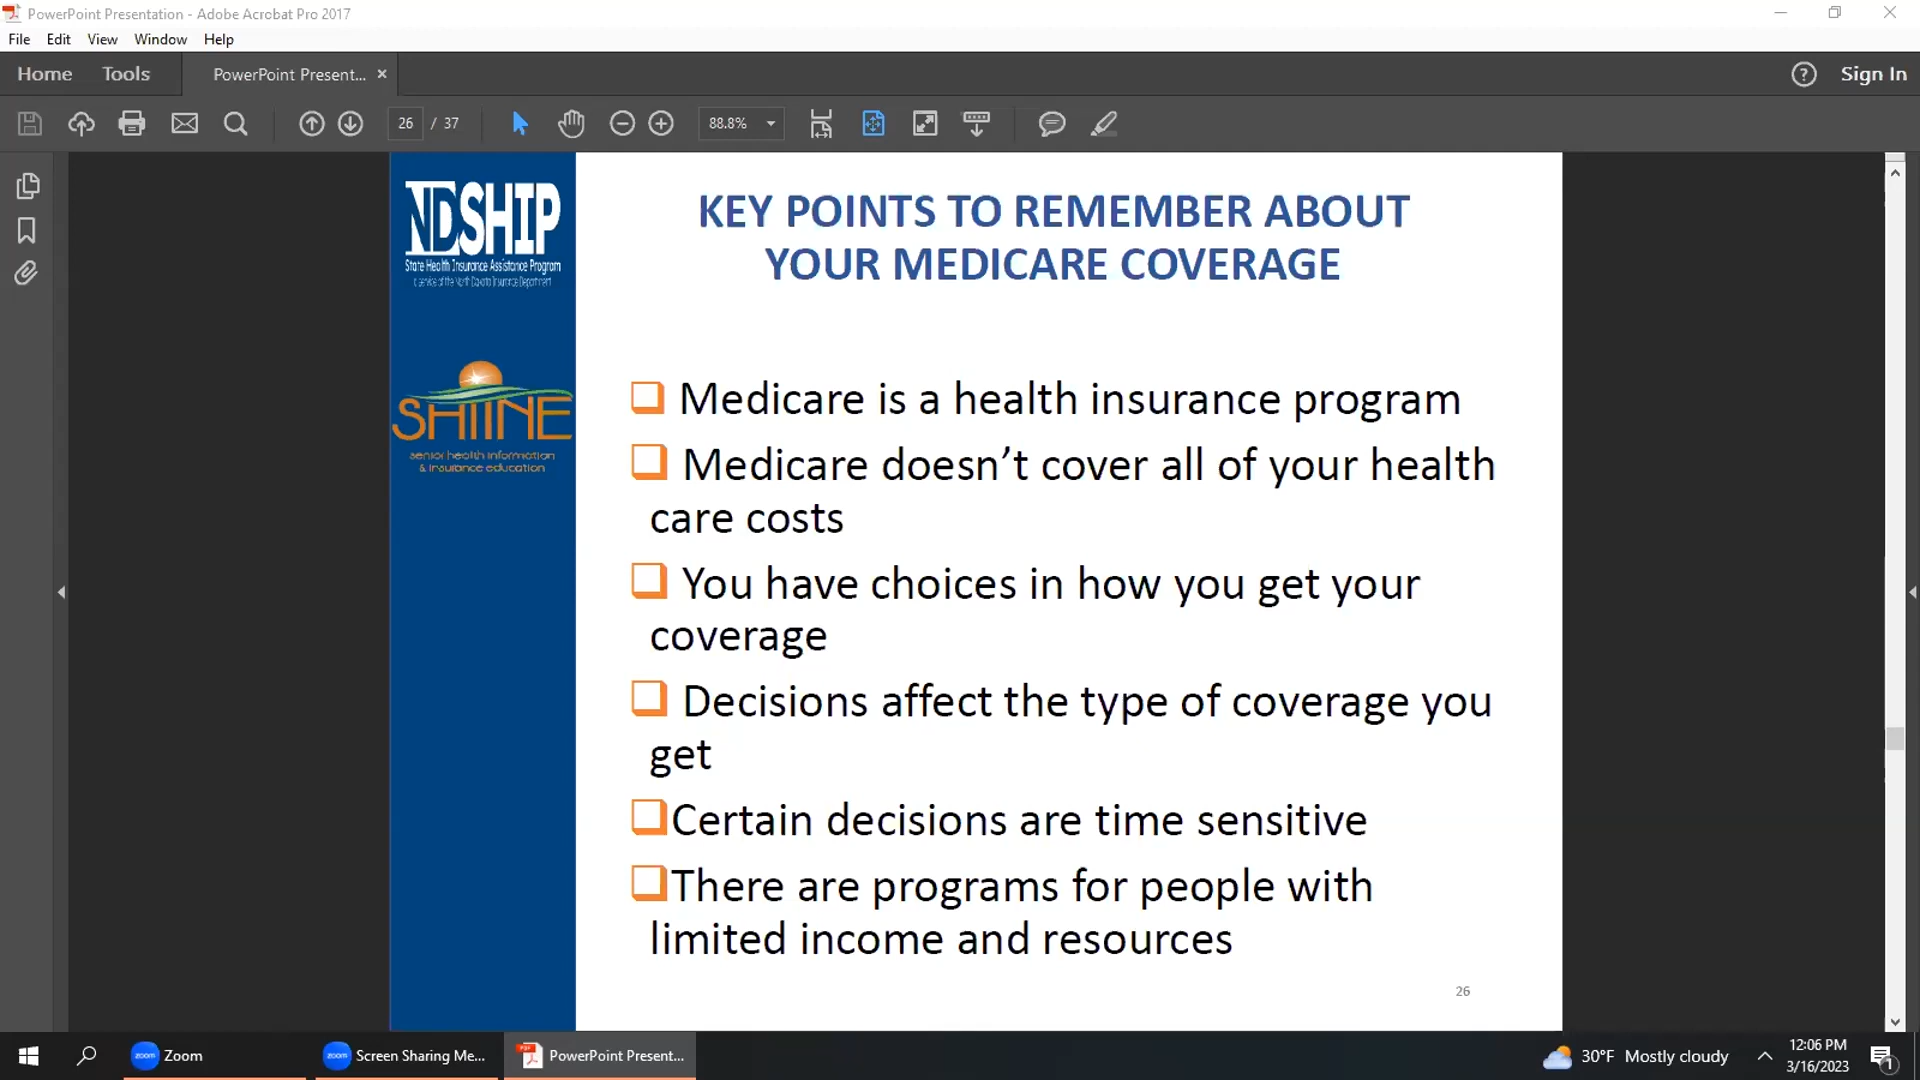 PowerPoint Presentation - Adobe Acrobat Pro 2017
File Edit View Window Help
Home Tools PowerPoint Present... × Sign In
26 / 37 88.8%
NDSHIP
State Health Insurance Assistance Program
a service of the North Dakota Insurance Department
SHIINE
senior health information
& insurance education
KEY POINTS TO REMEMBER ABOUT
YOUR MEDICARE COVERAGE
Medicare is a health insurance program
Medicare doesn’t cover all of your health
care costs
You have choices in how you get your
coverage
Decisions affect the type of coverage you
get
Certain decisions are time sensitive
There are programs for people with
limited income and resources
26
zoom Zoom zoom Screen Sharing Me... PDF PowerPoint Present... 30°F Mostly cloudy 12:06 PM
3/16/2023 1